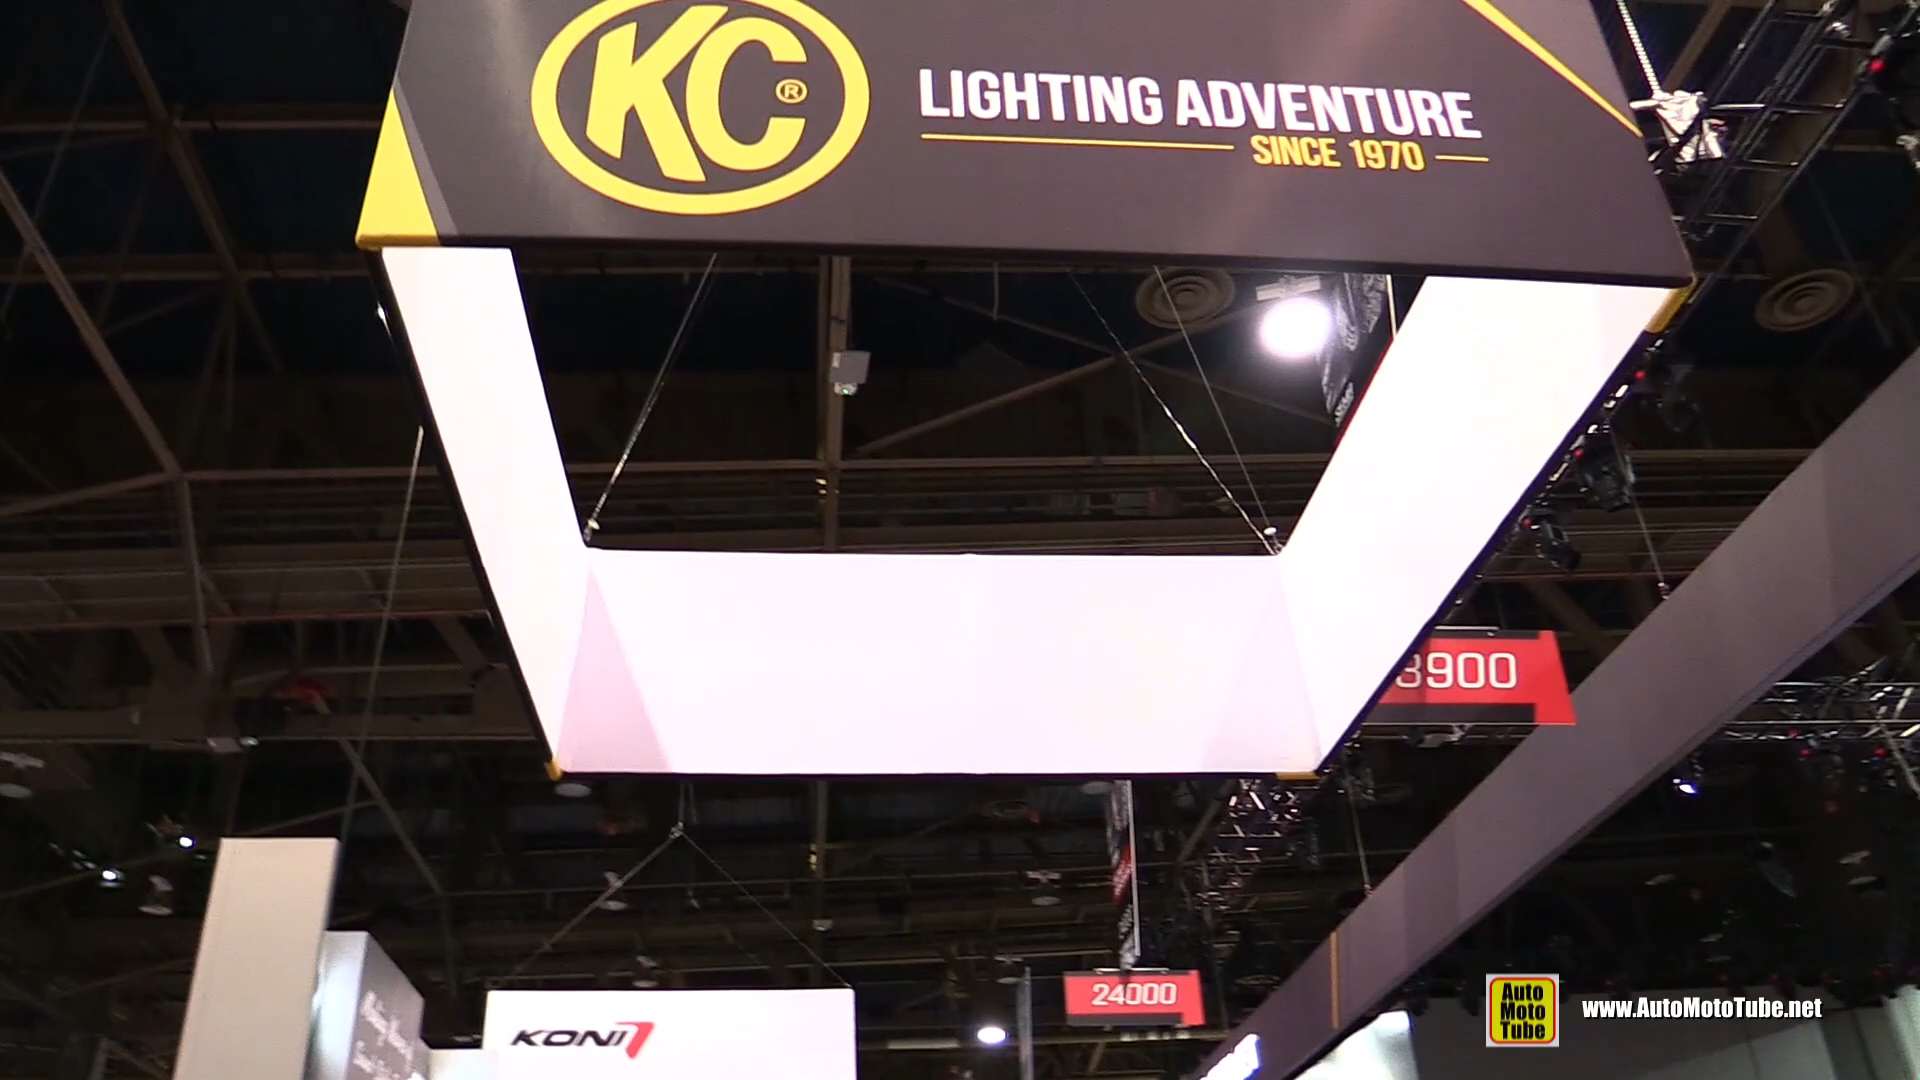 KC®
LIGHTING ADVENTURE
SINCE 1970
3900
24000
KONI
Auto
Moto
Tube
www.AutoMotoTube.net